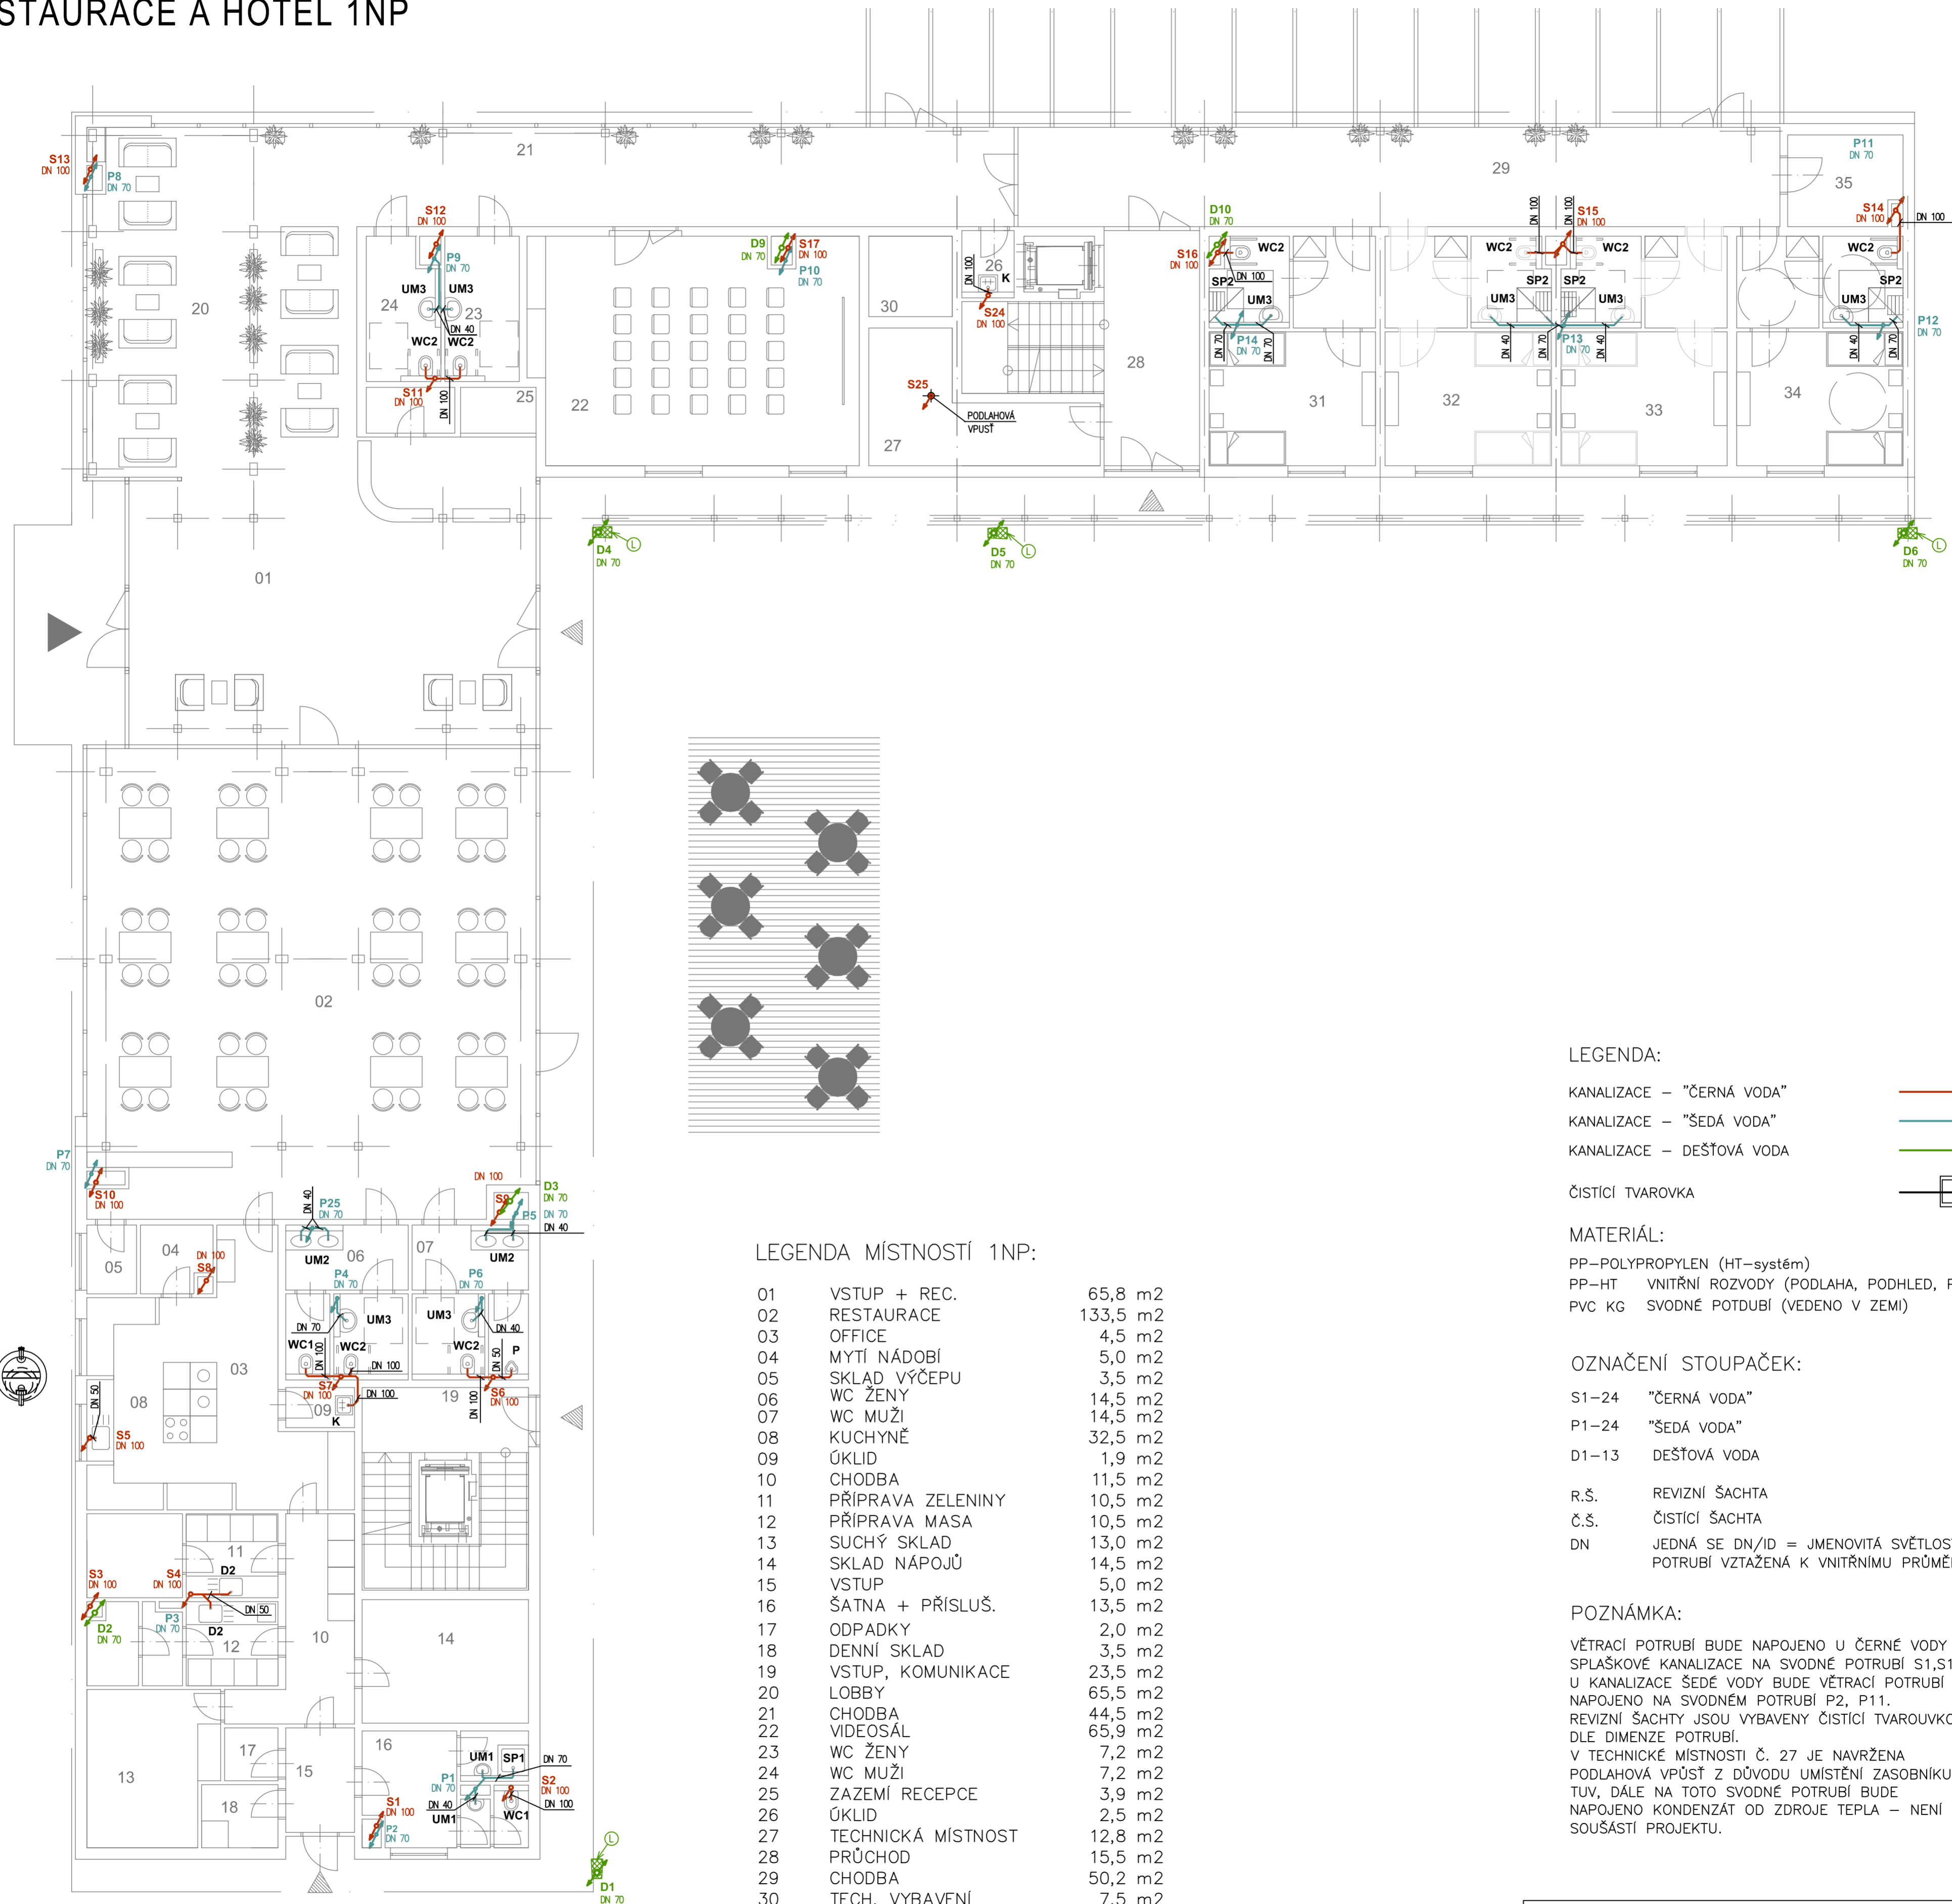 STAURACE A HOTEL 1NP
21
29
P11
DN 70
35
S13
DN 100
P8
DN 70
S12
DN 100
P9
DN 70
D9
DN 70
S17
DN 100
P10
DN 70
DN 100
26
K
S24
DN 100
D10
DN 70
S16
DN 100
WC2
DN 100
SP2
UM3
DN 100
DN 100
S15
DN 100
WC2
WC2
SP2
SP2
UM3
UM3
S14
DN 100
DN 100
WC2
SP2
UM3
P12
DN 70
20
UM3
UM3
24
23
DN 40
WC2
WC2
S11
DN 100
DN 100
25
22
30
28
DN 70
P14
DN 70
DN 70
DN 40
DN 70
P13
DN 70
DN 40
DN 40
DN 70
S25
PODLAHOVÁ
VPUSŤ
27
31
32
33
34
L
D4
DN 70
L
D5
DN 70
L
D6
DN 70
01
02
P7
DN 70
S10
DN 100
DN 40
P25
DN 70
DN 100
S9
D3
DN 70
P5
DN 70
DN 40
04
DN 100
S8
05
UM2
06
07
UM2
P4
DN 70
P6
DN 70
UM3
UM3
DN 70
DN 40
WC1
DN 100
WC2
DN 100
WC2
DN 50
P
03
S7
DN 100
DN 100
S6
DN 100
DN 100
19
08
09
K
DN 50
S5
DN 100
11
D2
S3
DN 100
S4
DN 100
DN 50
D2
DN 70
P3
DN 70
D2
12
10
14
16
17
15
13
18
UM1
SP1
DN 70
P1
DN 70
S2
DN 100
DN 40
UM1
DN 100
WC1
S1
DN 100
P2
DN 70
L
D1
DN 70
LEGENDA MÍSTNOSTÍ 1NP:
01 VSTUP + REC. 65,8 m2
02 RESTAURACE 133,5 m2
03 OFFICE 4,5 m2
04 MYTÍ NÁDOBÍ 5,0 m2
05 SKLAD VÝČEPU 3,5 m2
06 WC ŽENY 14,5 m2
07 WC MUŽI 14,5 m2
08 KUCHYNĚ 32,5 m2
09 ÚKLID 1,9 m2
10 CHODBA 11,5 m2
11 PŘÍPRAVA ZELENINY 10,5 m2
12 PŘÍPRAVA MASA 10,5 m2
13 SUCHÝ SKLAD 13,0 m2
14 SKLAD NÁPOJŮ 14,5 m2
15 VSTUP 5,0 m2
16 ŠATNA + PŘÍSLUŠ. 13,5 m2
17 ODPADKY 2,0 m2
18 DENNÍ SKLAD 3,5 m2
19 VSTUP, KOMUNIKACE 23,5 m2
20 LOBBY 65,5 m2
21 CHODBA 44,5 m2
22 VIDEOSÁL 65,9 m2
23 WC ŽENY 7,2 m2
24 WC MUŽI 7,2 m2
25 ZAZEMÍ RECEPCE 3,9 m2
26 ÚKLID 2,5 m2
27 TECHNICKÁ MÍSTNOST 12,8 m2
28 PRŮCHOD 15,5 m2
29 CHODBA 50,2 m2
30 TECH. VYBAVENÍ 7,5 m2
LEGENDA:
KANALIZACE – "ČERNÁ VODA"
KANALIZACE – "ŠEDÁ VODA"
KANALIZACE – DEŠŤOVÁ VODA
ČISTÍCÍ TVAROVKA
MATERIÁL:
PP–POLYPROPYLEN (HT–systém)
PP–HT VNITŘNÍ ROZVODY (PODLAHA, PODHLED,
PVC KG SVODNÉ POTDUBÍ (VEDENO V ZEMI)
OZNAČENÍ STOUPAČEK:
S1–24 "ČERNÁ VODA"
P1–24 "ŠEDÁ VODA"
D1–13 DEŠŤOVÁ VODA
R.Š. REVIZNÍ ŠACHTA
Č.Š. ČISTÍCÍ ŠACHTA
DN JEDNÁ SE DN/ID = JMENOVITÁ SVĚTLOST
POTRUBÍ VZTAŽENÁ K VNITŘNÍMU PRŮMĚ
POZNÁMKA:
VĚTRACÍ POTRUBÍ BUDE NAPOJENO U ČERNÉ VODY
SPLAŠKOVÉ KANALIZACE NA SVODNÉ POTRUBÍ S1,S1
U KANALIZACE ŠEDÉ VODY BUDE VĚTRACÍ POTRUBÍ
NAPOJENO NA SVODNÉM POTRUBÍ P2, P11.
REVIZNÍ ŠACHTY JSOU VYBAVENY ČISTÍCÍ TVAROUVKO
DLE DIMENZE POTRUBÍ.
V TECHNICKÉ MÍSTNOSTI Č. 27 JE NAVRŽENA
PODLAHOVÁ VPŮSŤ Z DŮVODU UMÍSTĚNÍ ZASOBNÍKU
TUV, DÁLE NA TOTO SVODNÉ POTRUBÍ BUDE
NAPOJENO KONDENZÁT OD ZDROJE TEPLA – NENÍ
SOUŠÁSTÍ PROJEKTU.